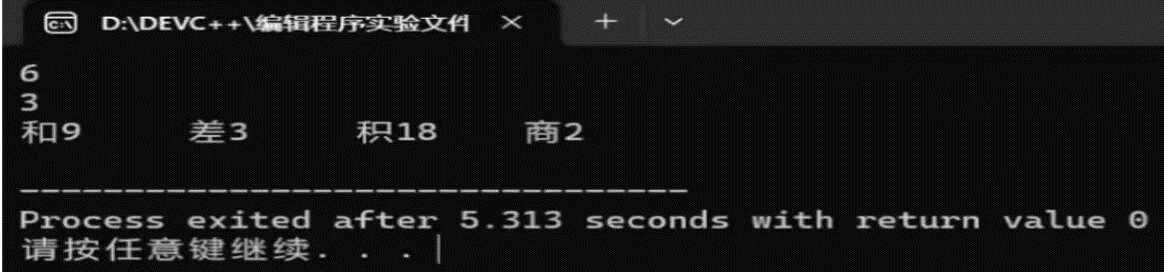 D:\DEVC++\编辑程序实验文件
6
3
和9 差3 积18 商2
--------------------------------
Process exited after 5.313 seconds with return value 0
请按任意键继续. . .